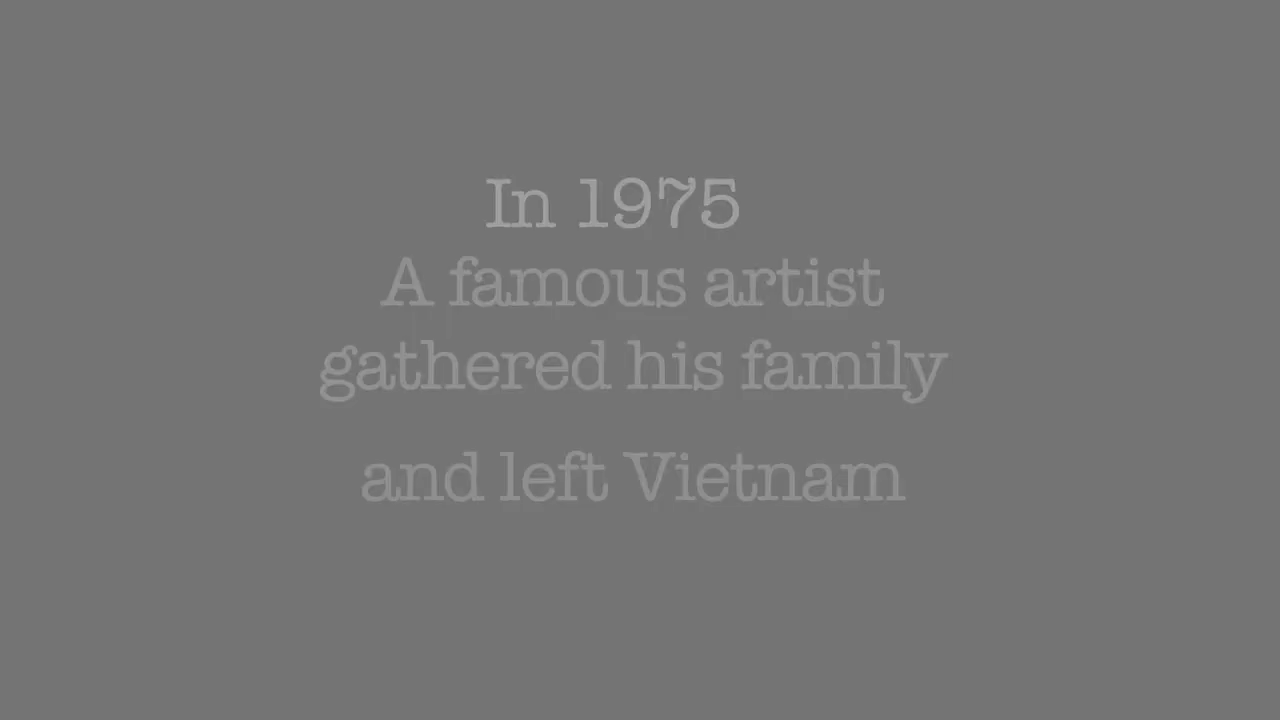 In 1975
A famous artist
gathered his family
and left Vietnam